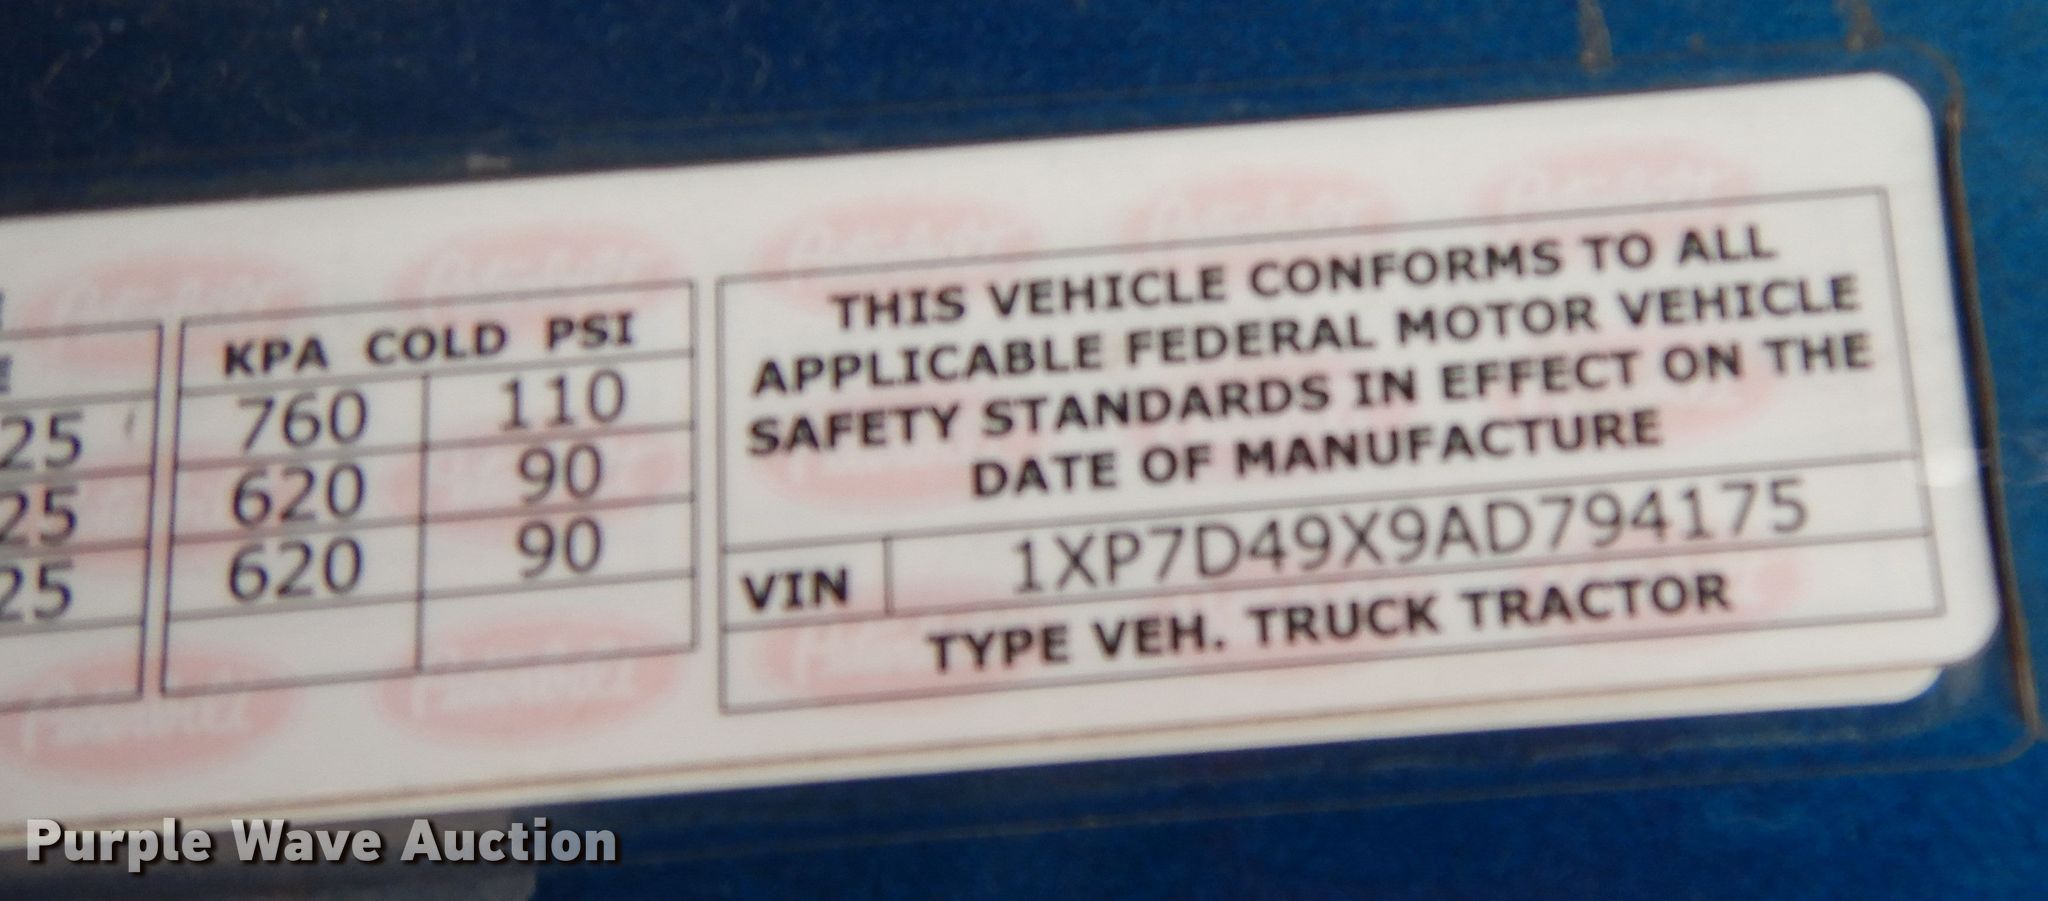 KPA COLD PSI
25 760 110
25 620 90
25 620 90
THIS VEHICLE CONFORMS TO ALL
APPLICABLE FEDERAL MOTOR VEHICLE
SAFETY STANDARDS IN EFFECT ON THE
DATE OF MANUFACTURE
VIN 1XP7D49X9AD794175
TYPE VEH. TRUCK TRACTOR
Peterbilt
Peterbilt
Purple Wave Auction